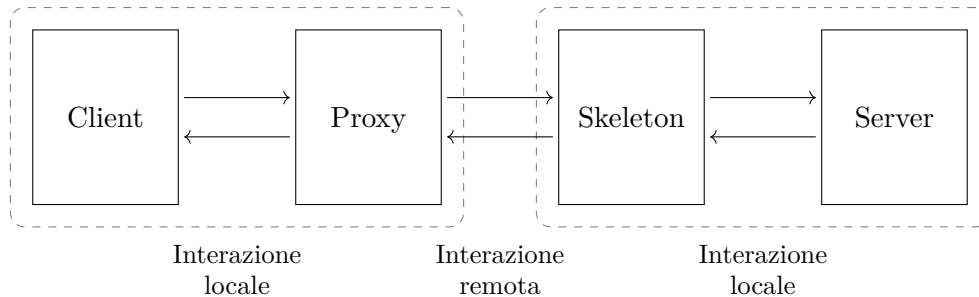 Client
Proxy
Skeleton
Server
Interazione
locale
Interazione
remota
Interazione
locale